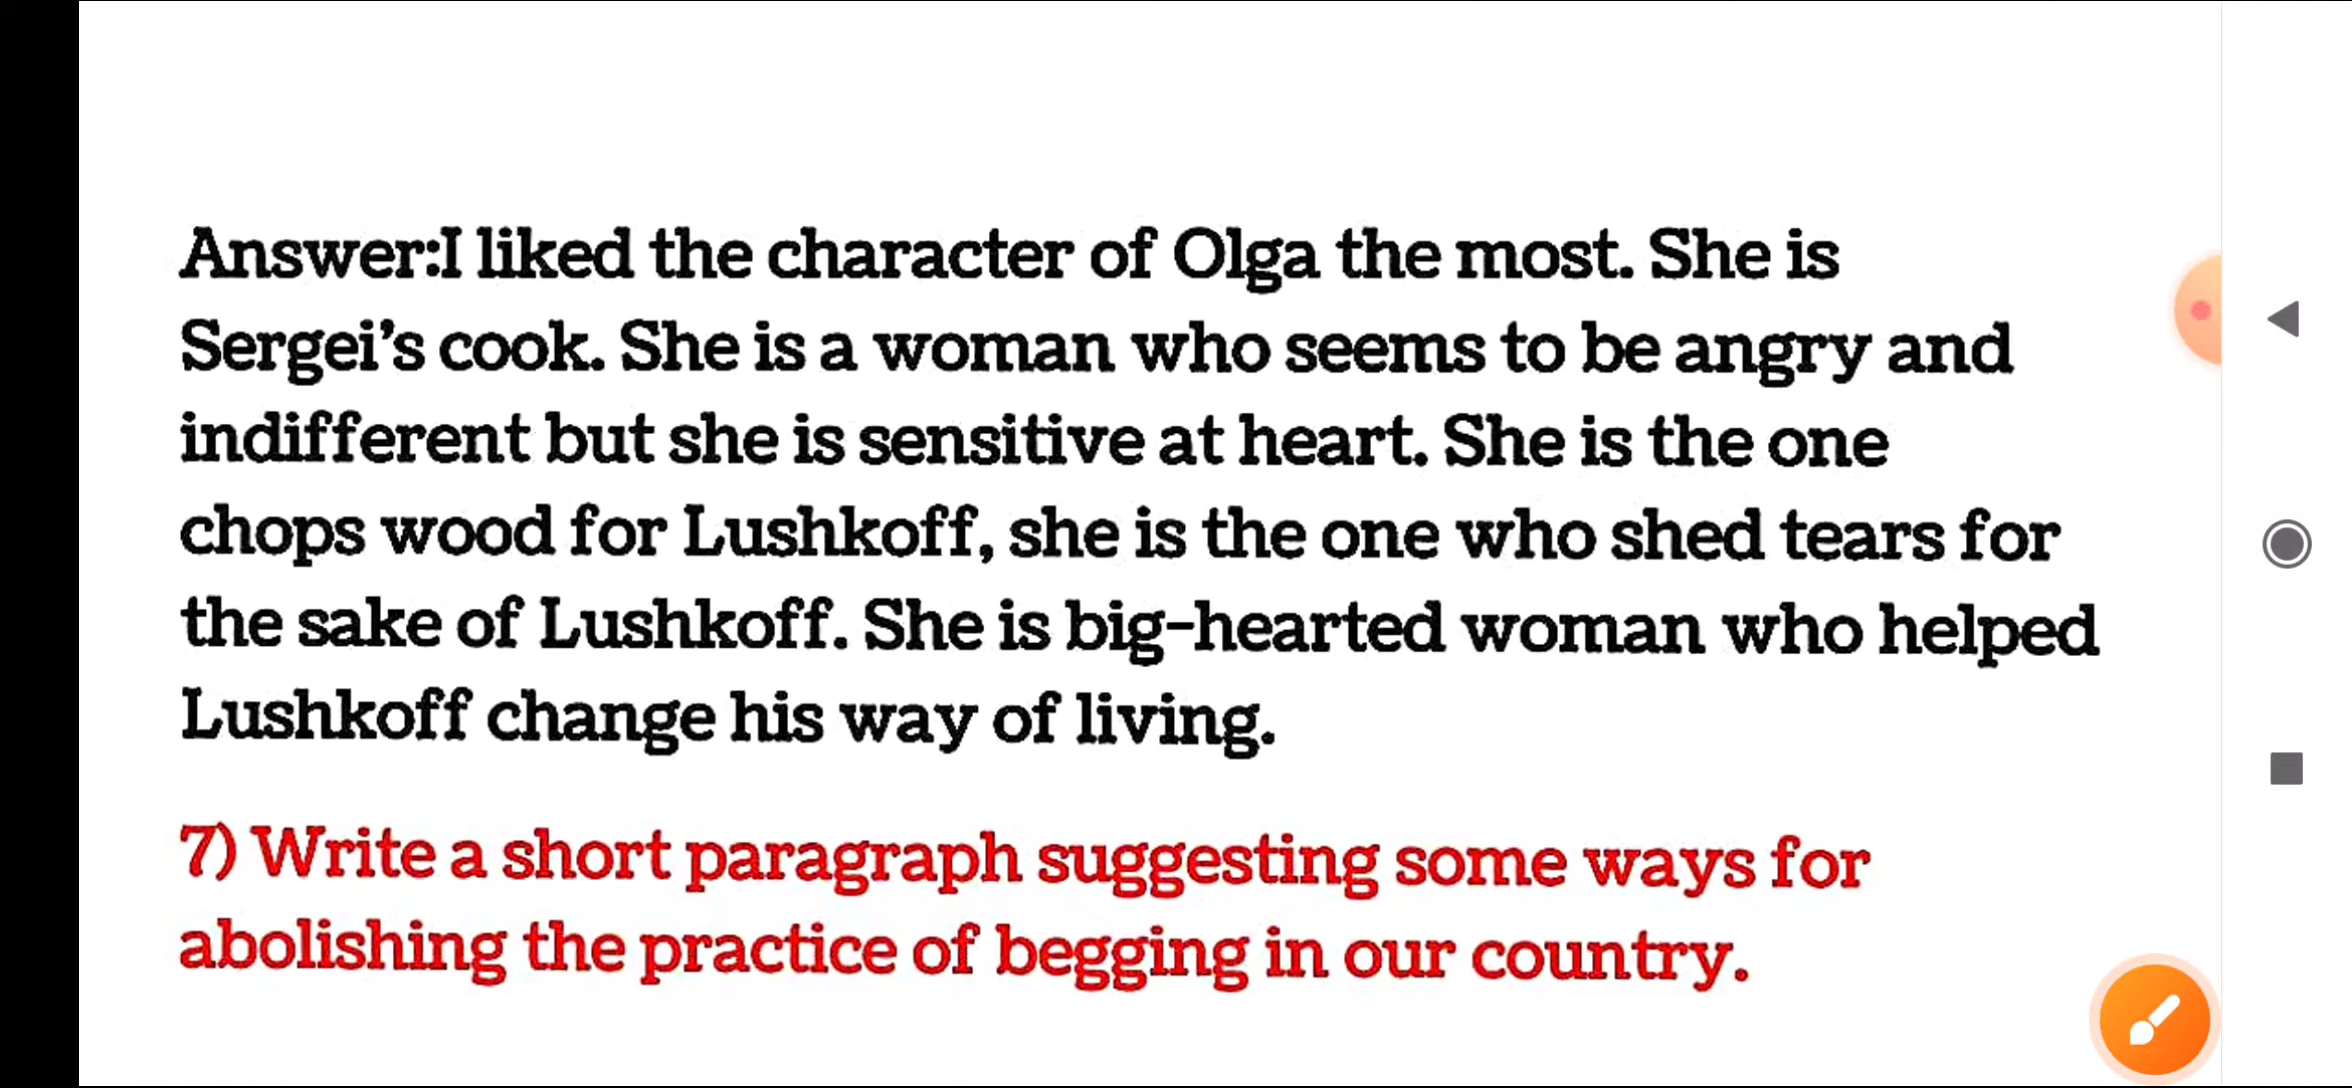 Answer:I liked the character of Olga the most. She is
Sergei's cook. She is a woman who seems to be angry and
indifferent but she is sensitive at heart. She is the one
chops wood for Lushkoff, she is the one who shed tears for
the sake of Lushkoff. She is big-hearted woman who helped
Lushkoff change his way of living.
7) Write a short paragraph suggesting some ways for
abolishing the practice of begging in our country.